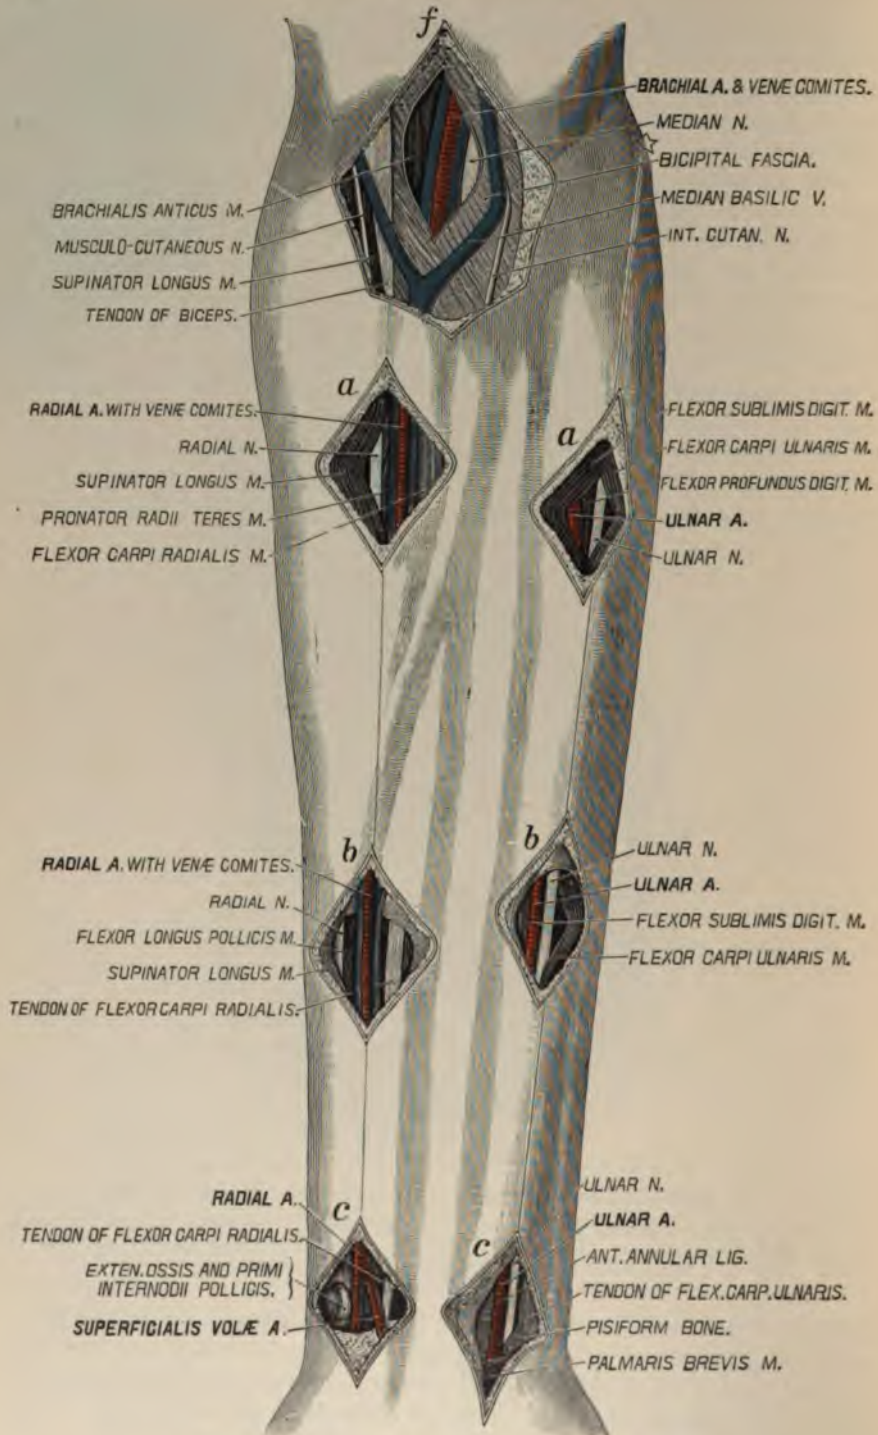 f
BRACHIAL A. & VENÆ COMITES.
MEDIAN N.
BICIPITAL FASCIA.
MEDIAN BASILIC V.
INT. CUTAN. N.
BRACHIALIS ANTICUS M.
MUSCULO-CUTANEOUS N.
SUPINATOR LONGUS M.
TENDON OF BICEPS.
a
RADIAL A. WITH VENÆ COMITES.
RADIAL N.
SUPINATOR LONGUS M.
PRONATOR RADII TERES M.
FLEXOR CARPI RADIALIS M.
a
FLEXOR SUBLIMIS DIGIT. M.
FLEXOR CARPI ULNARIS M.
FLEXOR PROFUNDUS DIGIT. M.
ULNAR A.
ULNAR N.
b
RADIAL A. WITH VENÆ COMITES.
RADIAL N.
FLEXOR LONGUS POLLICIS M.
SUPINATOR LONGUS M.
TENDON OF FLEXOR CARPI RADIALIS.
b
ULNAR N.
ULNAR A.
FLEXOR SUBLIMIS DIGIT. M.
FLEXOR CARPI ULNARIS M.
c
RADIAL A.
TENDON OF FLEXOR CARPI RADIALIS.
EXTEN. OSSIS AND PRIMI
INTERNODII POLLICIS.
SUPERFICIALIS VOLÆ A.
c
ULNAR N.
ULNAR A.
ANT. ANNULAR LIG.
TENDON OF FLEX. CARP. ULNARIS.
PISIFORM BONE.
PALMARIS BREVIS M.